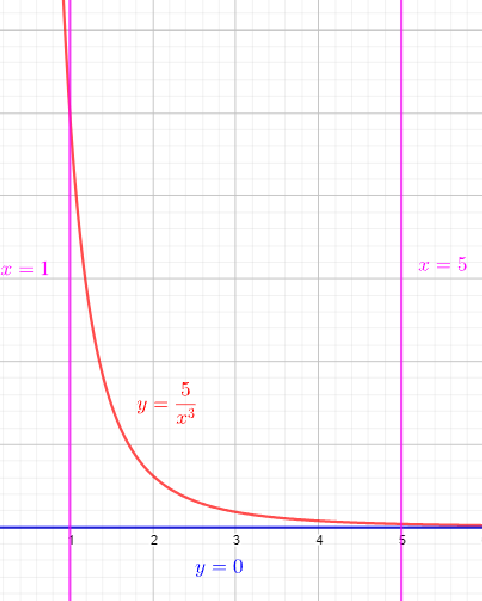 x = 1
x = 5
y = 5/x³
1 2 3 4 5
y = 0